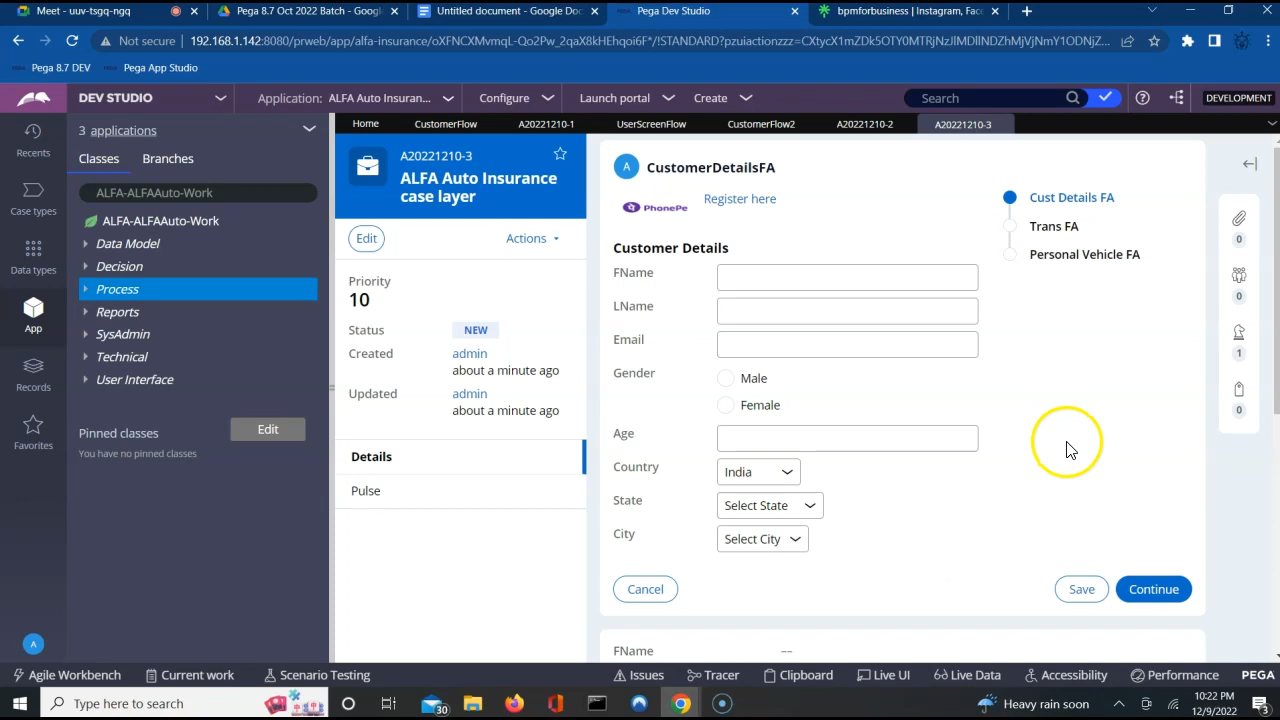 Meet - uuv-tsgq-ngq
Pega 8.7 Oct 2022 Batch - Googl
Untitled document - Google Doc
Pega Dev Studio
bpmforbusiness | Instagram, Fac
Not secure
192.168.1.142:8080/prweb/app/alfa-insurance/oXFNCXMvmqL-Qo2Pw_2qaX8kHEhqoi6F*/!STANDARD?pzuiactionzzz=CXtycX1mZDk5OTY0MTRjNzJlMDllNDZhMjVjNmY1ODNjZ...
Pega 8.7 DEV
Pega App Studio
DEV STUDIO
Application: ALFA Auto Insuran...
Configure
Launch portal
Create
Search
DEVELOPMENT
Recents
Case types
Data types
App
Records
Favorites
A
3 applications
Classes
Branches
ALFA-ALFAAuto-Work
ALFA-ALFAAuto-Work
Data Model
Decision
Process
Reports
SysAdmin
Technical
User Interface
Pinned classes
Edit
You have no pinned classes
Home
CustomerFlow
A20221210-1
UserScreenFlow
CustomerFlow2
A20221210-2
A20221210-3
A20221210-3
ALFA Auto Insurance
case layer
Edit
Actions
Priority
10
Status NEW
Created admin
about a minute ago
Updated admin
about a minute ago
Details
Pulse
A CustomerDetailsFA
PhonePe
Register here
Customer Details
FName
LName
Email
Gender
Male
Female
Age
Country India
State Select State
City Select City
Cancel
Save
Continue
FName --
Cust Details FA
Trans FA
Personal Vehicle FA
0
0
1
0
Agile Workbench
Current work
Scenario Testing
Issues
Tracer
Clipboard
Live UI
Live Data
Accessibility
Performance
PEGA
Type here to search
30
Heavy rain soon
10:22 PM
12/9/2022
3